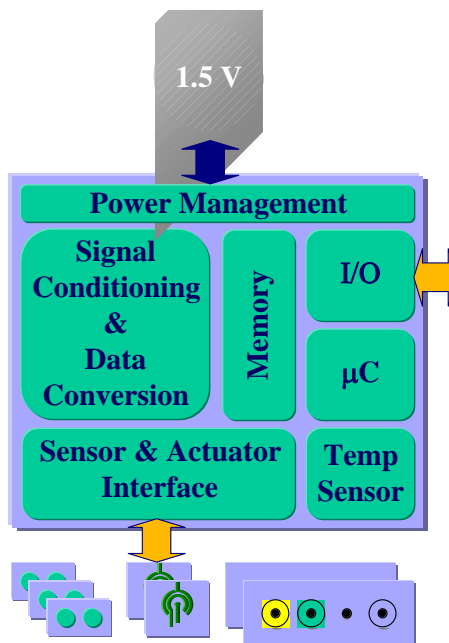 1.5 V
Power Management
Signal
Conditioning
&
Data
Conversion
Memory
I/O
μC
Sensor & Actuator
Interface
Temp
Sensor